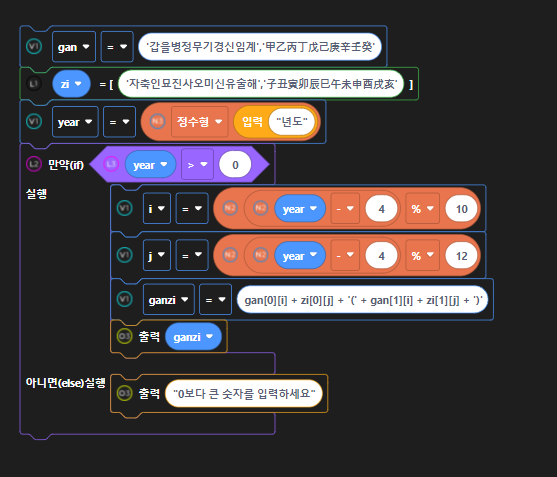 V1 gan = '갑을병정무기경신임계','甲乙丙丁戊己庚辛壬癸'
L1 zi = [ '자축인묘진사오미신유술해','子丑寅卯辰巳午未申酉戌亥' ]
V1 year = N3 정수형 입력 "년도"
L2 만약(if) L3 year > 0
실행
V1 i = N2 N2 year - 4 % 10
V1 j = N2 N2 year - 4 % 12
V1 ganzi = gan[0][i] + zi[0][j] + '(' + gan[1][i] + zi[1][j] + ')'
O3 출력 ganzi
아니면(else)실행 O3 출력 "0보다 큰 숫자를 입력하세요"